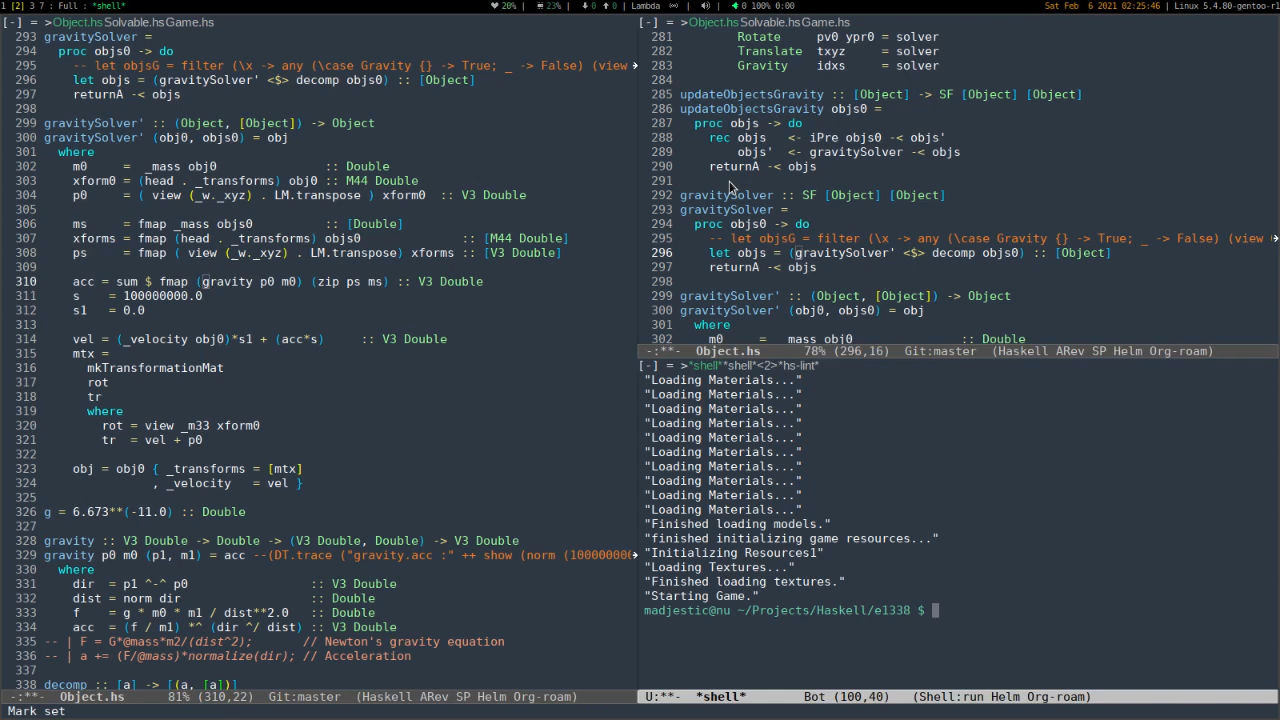 1 [2] 3 7 : Full : *shell*
20% | 23% | 0 0 | Lambda | | 0 100% 0:00
Sat Feb 6 2021 02:25:46 | Linux 5.4.80-gentoo-r1
[-] = >Object.hs Solvable.hs Game.hs
293 gravitySolver =
294   proc objs0 -> do
295     -- let objsG = filter (\x -> any (\case Gravity {} -> True; _ -> False) (view
296     let objs = (gravitySolver' <$> decomp objs0) :: [Object]
297     returnA -< objs
298
299 gravitySolver' :: (Object, [Object]) -> Object
300 gravitySolver' (obj0, objs0) = obj
301   where
302     m0     = _mass obj0               :: Double
303     xform0 = (head . _transforms) obj0 :: M44 Double
304     p0     = ( view (_w._xyz) . LM.transpose ) xform0  :: V3 Double
305
306     ms     = fmap _mass objs0            :: [Double]
307     xforms = fmap (head . _transforms) objs0              :: [M44 Double]
308     ps     = fmap ( view (_w._xyz) . LM.transpose) xforms :: [V3 Double]
309
310     acc = sum $ fmap (gravity p0 m0) (zip ps ms) :: V3 Double
311     s    = 100000000.0
312     s1   = 0.0
313
314     vel = (_velocity obj0)*s1 + (acc*s)     :: V3 Double
315     mtx =
316       mkTransformationMat
317       rot
318       tr
319       where
320         rot = view _m33 xform0
321         tr  = vel + p0
322
323     obj = obj0 { _transforms = [mtx]
324                , _velocity   = vel }
325
326 g = 6.673**(-11.0) :: Double
327
328 gravity :: V3 Double -> Double -> (V3 Double, Double) -> V3 Double
329 gravity p0 m0 (p1, m1) = acc --(DT.trace ("gravity.acc :" ++ show (norm (100000000
330   where
331     dir  = p1 ^-^ p0                 :: V3 Double
332     dist = norm dir                  :: Double
333     f    = g * m0 * m1 / dist**2.0   :: Double
334     acc  = (f / m1) *^ (dir ^/ dist) :: V3 Double
335 -- | F = G*@mass*m2/(dist^2);       // Newton's gravity equation
336 -- | a += (F/@mass)*normalize(dir); // Acceleration
337
338 decomp :: [a] -> [(a, [a])]
-:**-  Object.hs      81% (310,22)   Git:master  (Haskell ARev SP Helm Org-roam)
Mark set
[-] = >Object.hs Solvable.hs Game.hs
281         Rotate     pv0 ypr0 = solver
282         Translate  txyz     = solver
283         Gravity    idxs     = solver
284
285 updateObjectsGravity :: [Object] -> SF [Object] [Object]
286 updateObjectsGravity objs0 =
287   proc objs -> do
288     rec objs   <- iPre objs0 -< objs'
289         objs'  <- gravitySolver -< objs
290     returnA -< objs
291
292 gravitySolver :: SF [Object] [Object]
293 gravitySolver =
294   proc objs0 -> do
295     -- let objsG = filter (\x -> any (\case Gravity {} -> True; _ -> False) (view
296     let objs = (gravitySolver' <$> decomp objs0) :: [Object]
297     returnA -< objs
298
299 gravitySolver' :: (Object, [Object]) -> Object
300 gravitySolver' (obj0, objs0) = obj
301   where
302     m0     = _mass obj0               :: Double
-:**-  Object.hs      78% (296,16)   Git:master  (Haskell ARev SP Helm Org-roam)
[-] = >*shell* *shell*<2> *hs-lint*
"Loading Materials..."
"Loading Materials..."
"Loading Materials..."
"Loading Materials..."
"Loading Materials..."
"Loading Materials..."
"Loading Materials..."
"Loading Materials..."
"Loading Materials..."
"Loading Materials..."
"Finished loading models."
"finished initializing game resources..."
"Initializing Resources1"
"Loading Textures..."
"Finished loading textures."
"Starting Game."
madjestic@nu ~/Projects/Haskell/e1338 $
U:**-  *shell*        Bot (100,40)   (Shell:run Helm Org-roam)